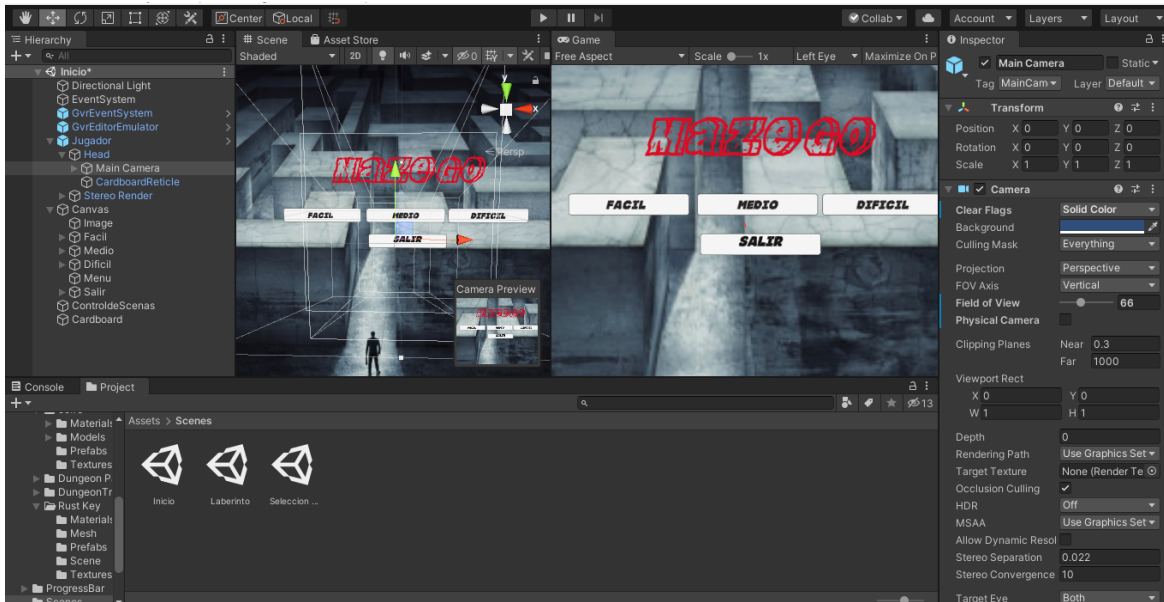 Center Local
Collab
Account Layers Layout
Hierarchy
All
Inicio*
Directional Light
EventSystem
GvrEventSystem
GvrEditorEmulator
Jugador
Head
Main Camera
CardboardReticle
Stereo Render
Canvas
Image
Facil
Medio
Dificil
Menu
Salir
ControldeScenas
Cardboard
Scene Asset Store
Shaded 2D 0
y
x
Persp
MazeGO
FACIL MEDIO DIFICIL
SALIR
Camera Preview
Game
Free Aspect Scale 1x Left Eye Maximize On P
MazeGO
FACIL MEDIO DIFICIL
SALIR
Inspector
Main Camera Static
Tag MainCam Layer Default
Transform
Position X 0 Y 0 Z 0
Rotation X 0 Y 0 Z 0
Scale X 1 Y 1 Z 1
Camera
Clear Flags Solid Color
Background
Culling Mask Everything
Projection Perspective
FOV Axis Vertical
Field of View 66
Physical Camera
Clipping Planes Near 0.3
Far 1000
Viewport Rect
X 0 Y 0
W 1 H 1
Depth 0
Rendering Path Use Graphics Set
Target Texture None (Render Te
Occlusion Culling
HDR Off
MSAA Use Graphics Set
Allow Dynamic Resol
Stereo Separation 0.022
Stereo Convergence 10
Target Eye Both
Console Project
13
Materials
Models
Prefabs
Textures
Dungeon P
DungeonTr
Rust Key
Materials
Mesh
Prefabs
Scene
Textures
ProgressBar
Scenes
Assets > Scenes
Inicio Laberinto Seleccion ...